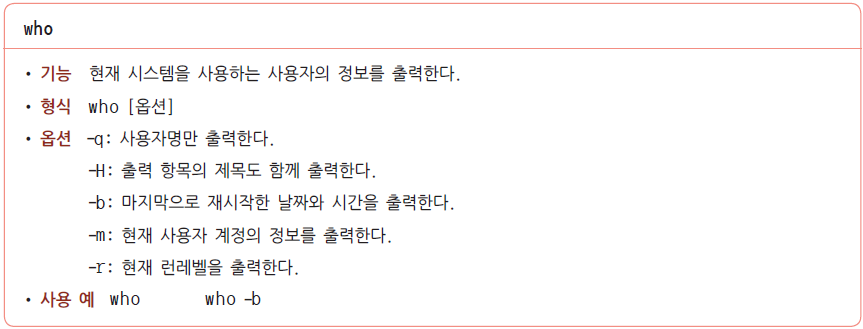 who
• 기능 현재 시스템을 사용하는 사용자의 정보를 출력한다.
• 형식 who [옵션]
• 옵션 -q: 사용자명만 출력한다.
-H: 출력 항목의 제목도 함께 출력한다.
-b: 마지막으로 재시작한 날짜와 시간을 출력한다.
-m: 현재 사용자 계정의 정보를 출력한다.
-r: 현재 런레벨을 출력한다.
• 사용 예 who who -b